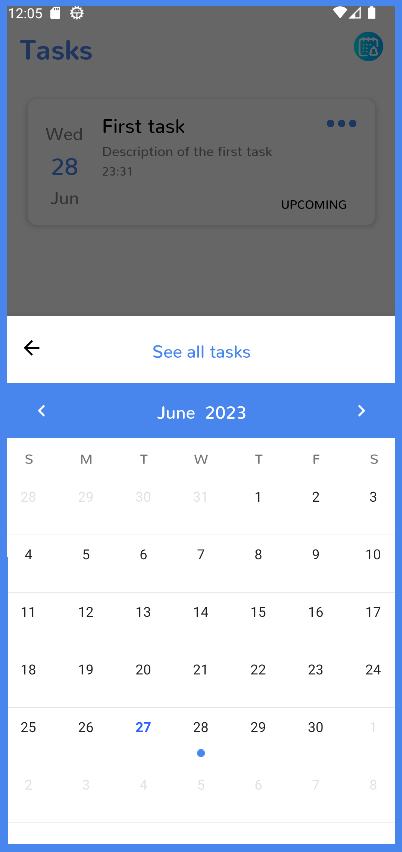 12:05
Tasks
Wed
28
Jun
First task
Description of the first task
23:31
UPCOMING
See all tasks
June 2023
S M T W T F S
28 29 30 31 1 2 3
4 5 6 7 8 9 10
11 12 13 14 15 16 17
18 19 20 21 22 23 24
25 26 27 28 29 30 1
2 3 4 5 6 7 8